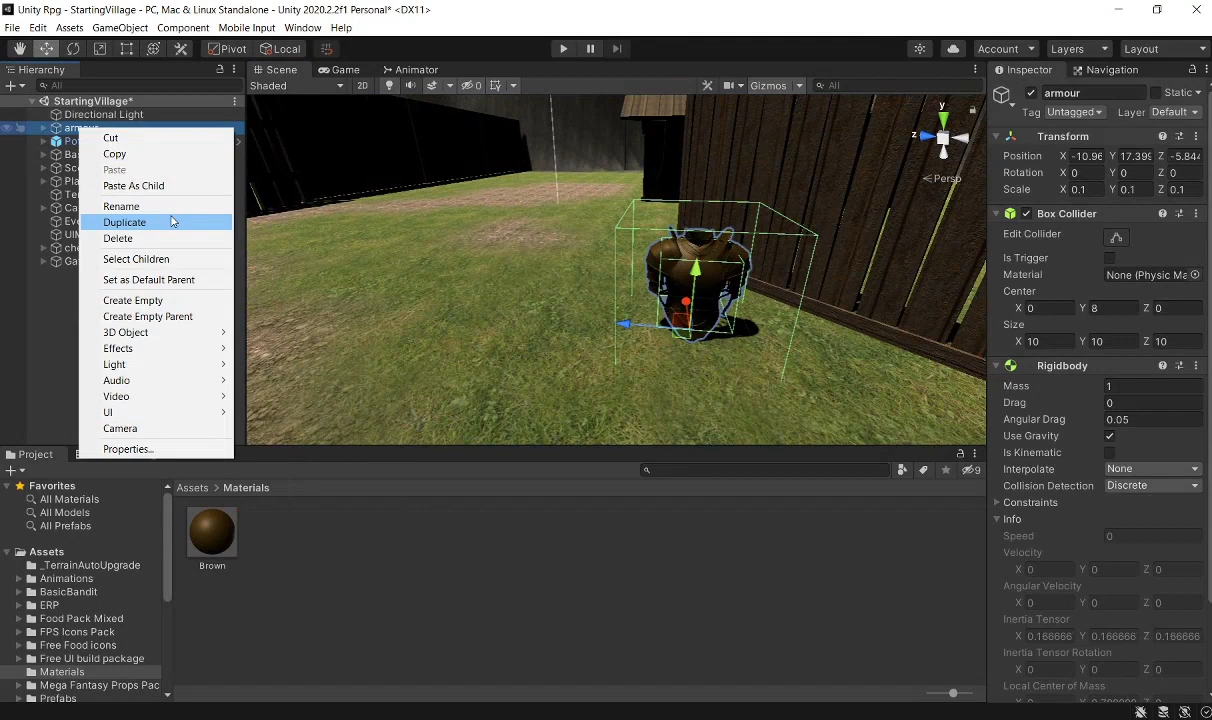 Unity Rpg - StartingVillage - PC, Mac & Linux Standalone - Unity 2020.2.2f1 Personal* <DX11>
File Edit Assets GameObject Component Mobile Input Window Help
Pivot Local Account Layers Layout
Hierarchy Scene Game Animator Inspector Navigation
All Shaded 2D 0 Gizmos All
armour Static
Tag Untagged Layer Default
StartingVillage*
Directional Light
armour
Cut
Copy
Paste
Paste As Child
Rename
Duplicate
Delete
Select Children
Set as Default Parent
Create Empty
Create Empty Parent
3D Object
Effects
Light
Audio
Video
UI
Camera
Properties...
y
z
Persp
Transform
Position X -10.96 Y 17.399 Z -5.844
Rotation X 0 Y 0 Z 0
Scale X 0.1 Y 0.1 Z 0.1
Box Collider
Edit Collider
Is Trigger
Material None (Physic Ma
Center
X 0 Y 8 Z 0
Size
X 10 Y 10 Z 10
Rigidbody
Mass 1
Drag 0
Angular Drag 0.05
Use Gravity
Is Kinematic
Interpolate None
Collision Detection Discrete
Constraints
Info
Speed 0
Velocity
X 0 Y 0 Z 0
Angular Velocity
X 0 Y 0 Z 0
Inertia Tensor
X 0.166666 Y 0.166666 Z 0.166666
Inertia Tensor Rotation
X 0 Y 0 Z 0
Local Center of Mass
Project
9
Favorites
All Materials
All Models
All Prefabs
Assets
_TerrainAutoUpgrade
Animations
BasicBandit
ERP
Food Pack Mixed
FPS Icons Pack
Free Food icons
Free UI build package
Materials
Mega Fantasy Props Pac
Prefabs
Assets > Materials
Brown